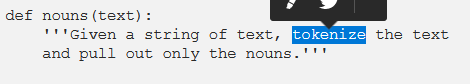 def nouns(text):
    '''Given a string of text, tokenize the text
    and pull out only the nouns.'''